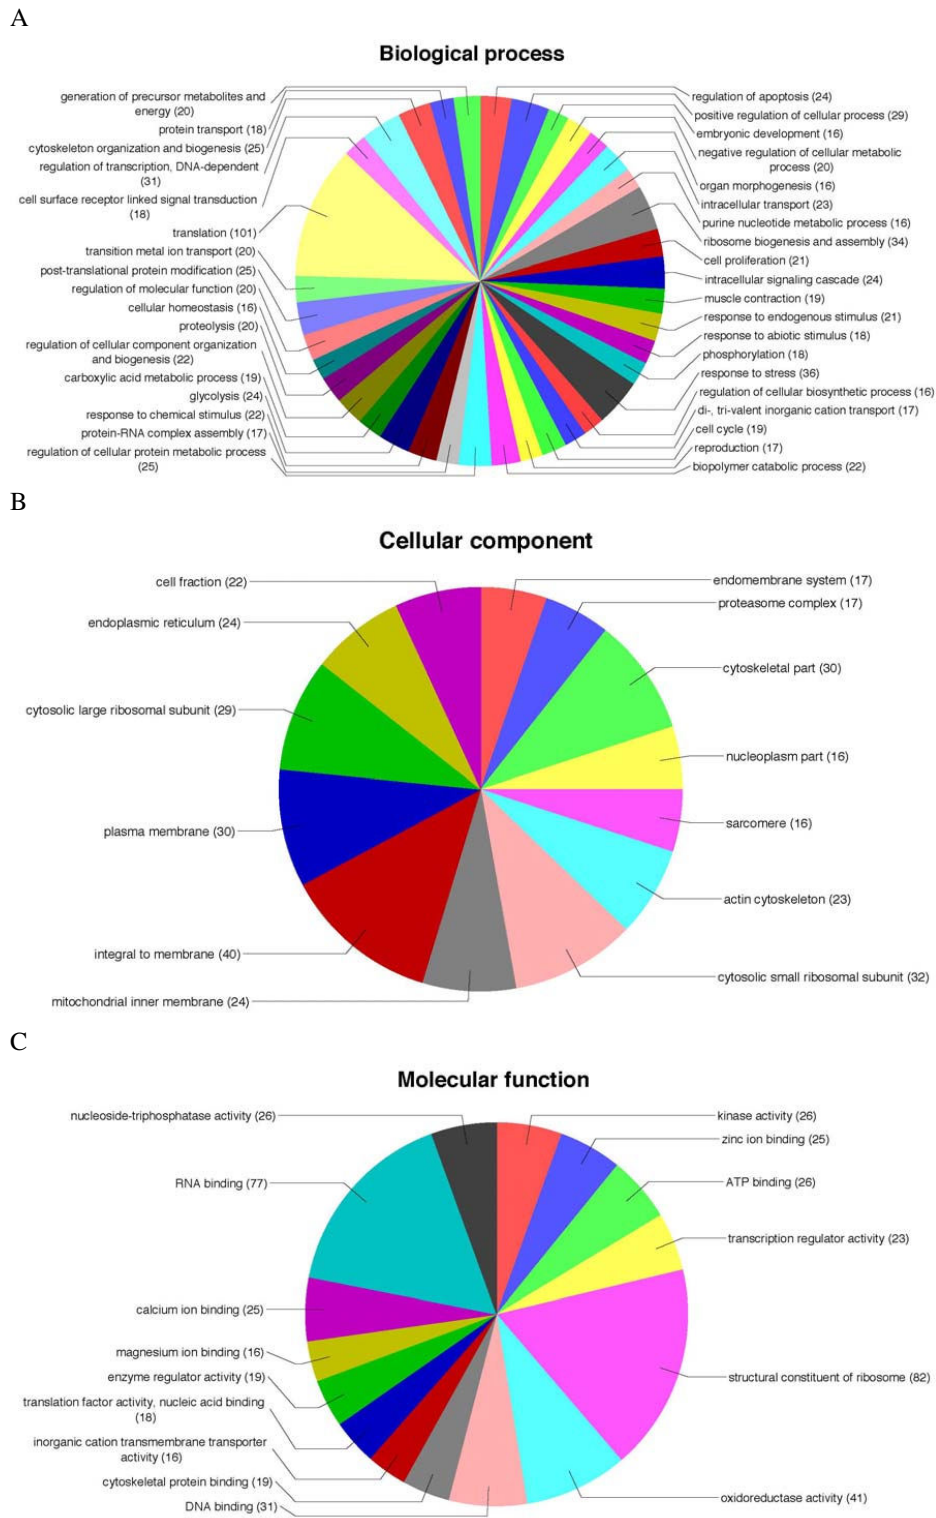 A
Biological process
generation of precursor metabolites and
energy (20)
protein transport (18)
cytoskeleton organization and biogenesis (25)
regulation of transcription, DNA-dependent
(31)
cell surface receptor linked signal transduction
(18)
translation (101)
transition metal ion transport (20)
post-translational protein modification (25)
regulation of molecular function (20)
cellular homeostasis (16)
proteolysis (20)
regulation of cellular component organization
and biogenesis (22)
carboxylic acid metabolic process (19)
glycolysis (24)
response to chemical stimulus (22)
protein-RNA complex assembly (17)
regulation of cellular protein metabolic process
(25)
regulation of apoptosis (24)
positive regulation of cellular process (29)
embryonic development (16)
negative regulation of cellular metabolic
process (20)
organ morphogenesis (16)
intracellular transport (23)
purine nucleotide metabolic process (16)
ribosome biogenesis and assembly (34)
cell proliferation (21)
intracellular signaling cascade (24)
muscle contraction (19)
response to endogenous stimulus (21)
response to abiotic stimulus (18)
phosphorylation (18)
response to stress (36)
regulation of cellular biosynthetic process (16)
di-, tri-valent inorganic cation transport (17)
cell cycle (19)
reproduction (17)
biopolymer catabolic process (22)
B
Cellular component
cell fraction (22)
endoplasmic reticulum (24)
cytosolic large ribosomal subunit (29)
plasma membrane (30)
integral to membrane (40)
mitochondrial inner membrane (24)
endomembrane system (17)
proteasome complex (17)
cytoskeletal part (30)
nucleoplasm part (16)
sarcomere (16)
actin cytoskeleton (23)
cytosolic small ribosomal subunit (32)
C
Molecular function
nucleoside-triphosphatase activity (26)
RNA binding (77)
calcium ion binding (25)
magnesium ion binding (16)
enzyme regulator activity (19)
translation factor activity, nucleic acid binding
(18)
inorganic cation transmembrane transporter
activity (16)
cytoskeletal protein binding (19)
DNA binding (31)
kinase activity (26)
zinc ion binding (25)
ATP binding (26)
transcription regulator activity (23)
structural constituent of ribosome (82)
oxidoreductase activity (41)